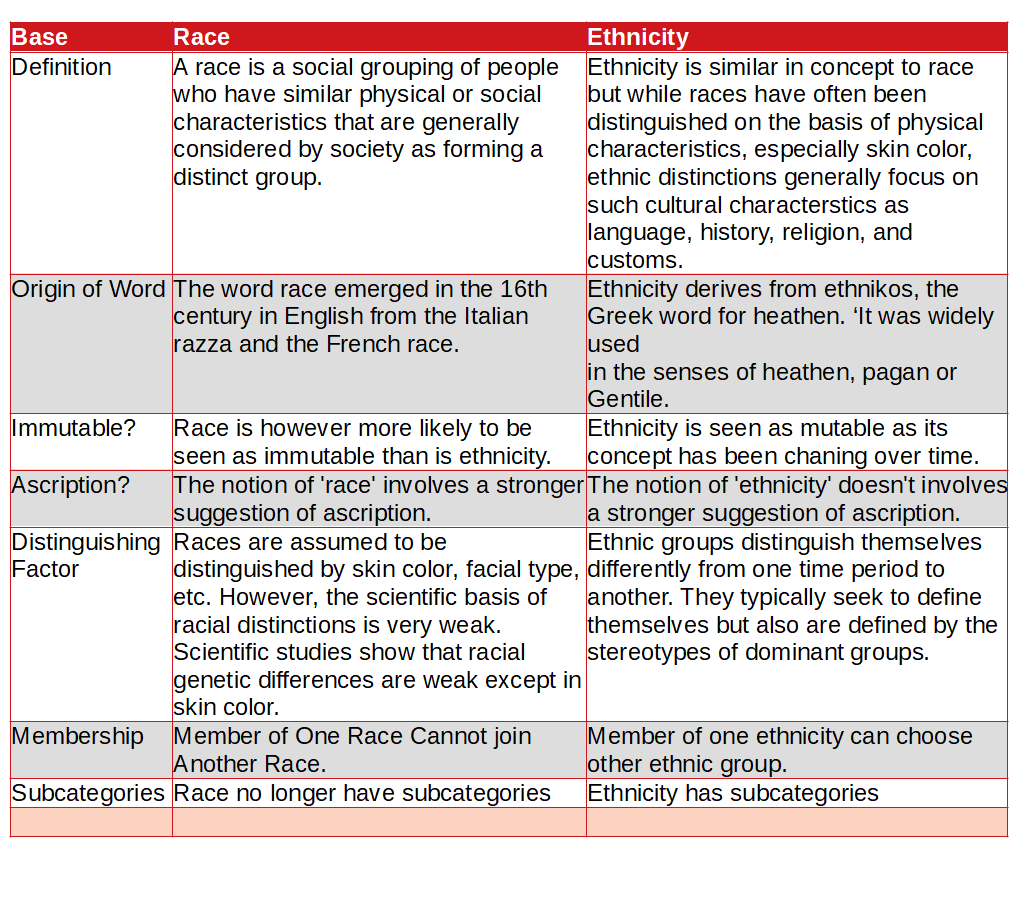 Base Race Ethnicity
Definition
A race is a social grouping of people
who have similar physical or social
characteristics that are generally
considered by society as forming a
distinct group.
Ethnicity is similar in concept to race
but while races have often been
distinguished on the basis of physical
characteristics, especially skin color,
ethnic distinctions generally focus on
such cultural characterstics as
language, history, religion, and
customs.
Origin of Word
The word race emerged in the 16th
century in English from the Italian
razza and the French race.
Ethnicity derives from ethnikos, the
Greek word for heathen. ‘It was widely
used
in the senses of heathen, pagan or
Gentile.
Immutable?
Race is however more likely to be
seen as immutable than is ethnicity.
Ethnicity is seen as mutable as its
concept has been chaning over time.
Ascription?
The notion of 'race' involves a stronger
suggestion of ascription.
The notion of 'ethnicity' doesn't involves
a stronger suggestion of ascription.
Distinguishing
Factor
Races are assumed to be
distinguished by skin color, facial type,
etc. However, the scientific basis of
racial distinctions is very weak.
Scientific studies show that racial
genetic differences are weak except in
skin color.
Ethnic groups distinguish themselves
differently from one time period to
another. They typically seek to define
themselves but also are defined by the
stereotypes of dominant groups.
Membership
Member of One Race Cannot join
Another Race.
Member of one ethnicity can choose
other ethnic group.
Subcategories
Race no longer have subcategories
Ethnicity has subcategories